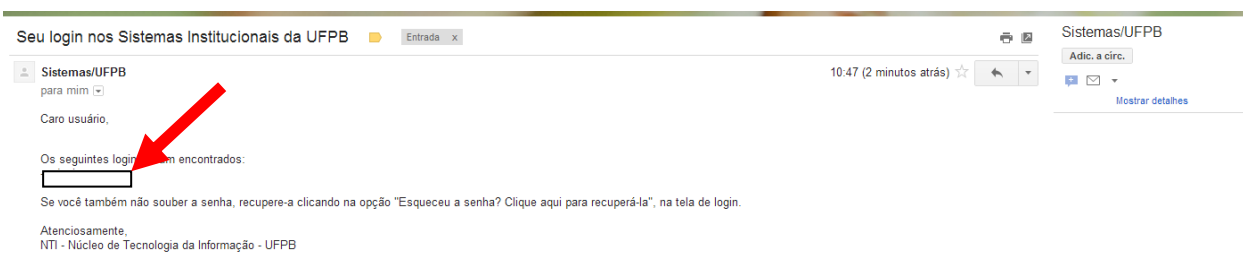 Seu login nos Sistemas Institucionais da UFPB
Entrada x
Sistemas/UFPB
10:47 (2 minutos atrás)
para mim
Caro usuário,
Os seguintes encontrados:
Se você também não souber a senha, recupere-a clicando na opção "Esqueceu a senha? Clique aqui para recuperá-la", na tela de login.
Atenciosamente,
NTI - Núcleo de Tecnologia da Informação - UFPB
Sistemas/UFPB
Adic. a circ.
Mostrar detalhes